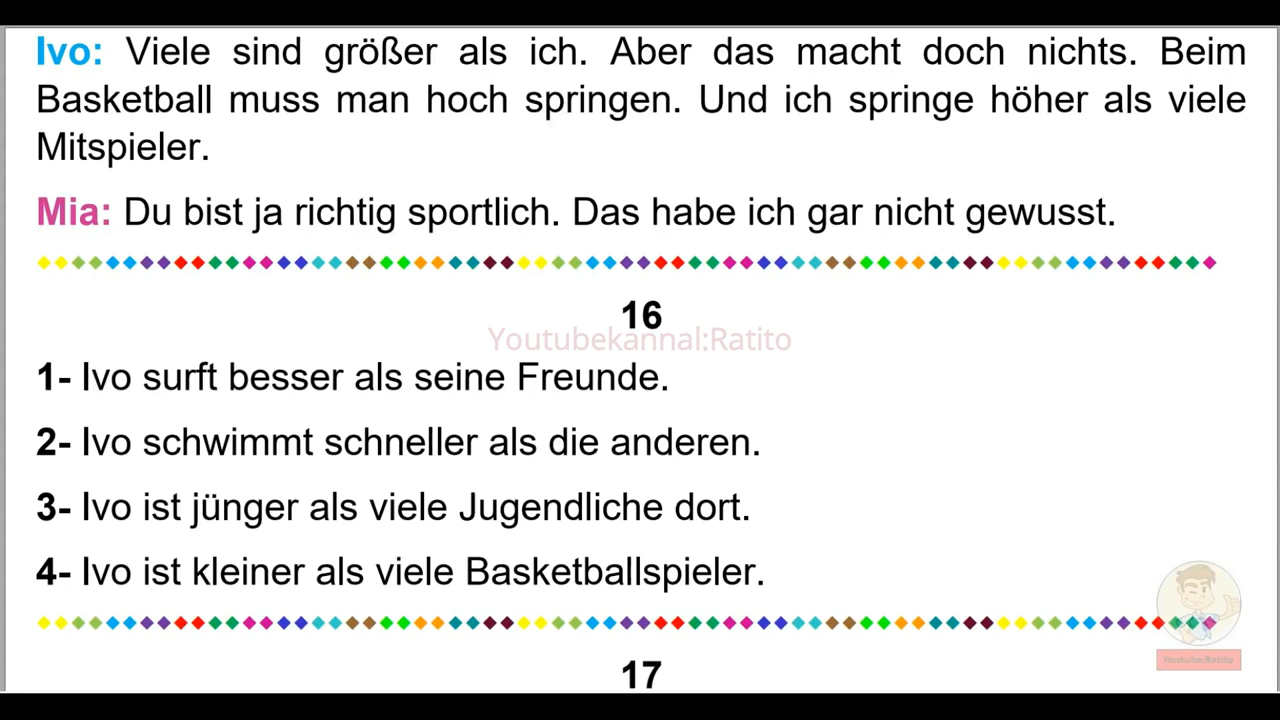 Ivo: Viele sind größer als ich. Aber das macht doch nichts. Beim
Basketball muss man hoch springen. Und ich springe höher als viele
Mitspieler.
Mia: Du bist ja richtig sportlich. Das habe ich gar nicht gewusst.
16
Youtubekannal:Ratito
1- Ivo surft besser als seine Freunde.
2- Ivo schwimmt schneller als die anderen.
3- Ivo ist jünger als viele Jugendliche dort.
4- Ivo ist kleiner als viele Basketballspieler.
Youtube:Ratito
17